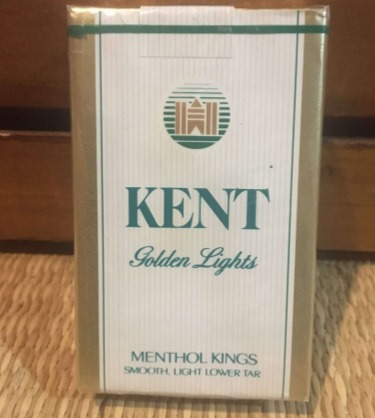 KENT
Golden Lights
MENTHOL KINGS
SMOOTH, LIGHT LOWER TAR